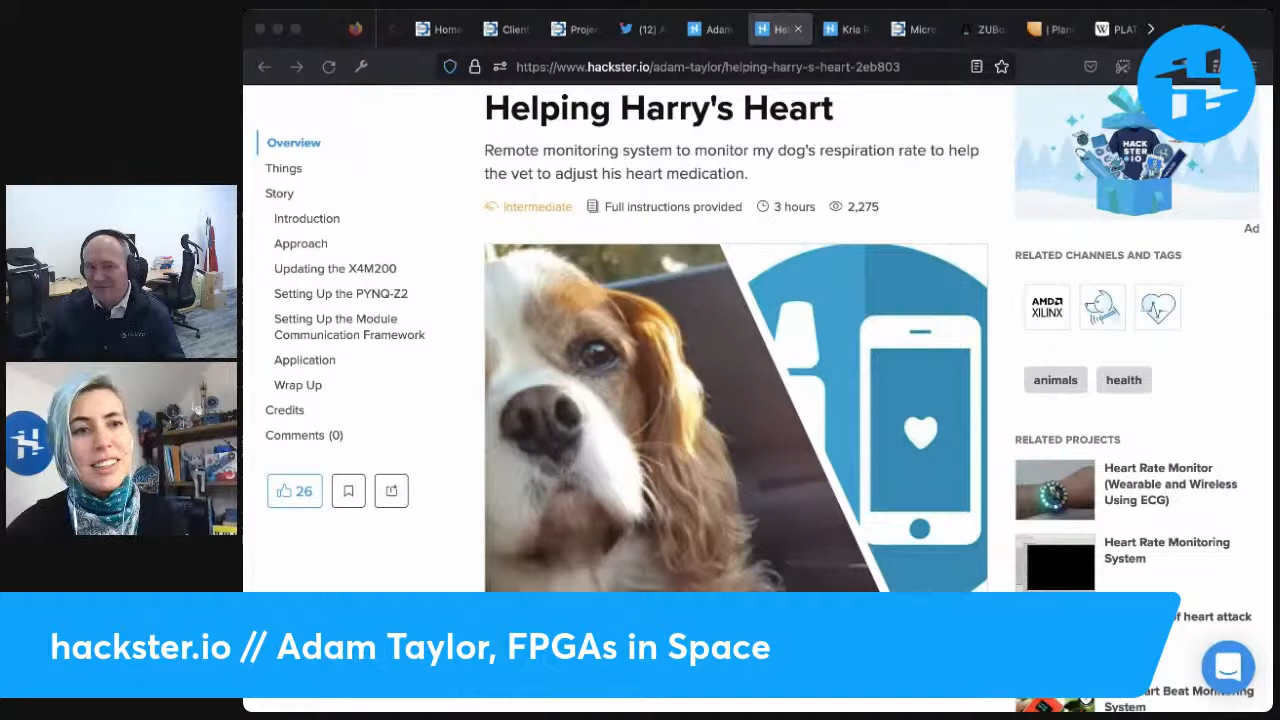 Home
Client
Projec
(12) A
Adam
Hel
Kria R
Micro
ZUBo
| Plan
PLAT
https://www.hackster.io/adam-taylor/helping-harry-s-heart-2eb803
Helping Harry's Heart
Remote monitoring system to monitor my dog's respiration rate to help
the vet to adjust his heart medication.
Intermediate
Full instructions provided
3 hours
2,275
Overview
Things
Story
Introduction
Approach
Updating the X4M200
Setting Up the PYNQ-Z2
Setting Up the Module
Communication Framework
Application
Wrap Up
Credits
Comments (0)
26
HACK
STER
.IO
Ad
RELATED CHANNELS AND TAGS
AMD
XILINX
animals
health
RELATED PROJECTS
Heart Rate Monitor
(Wearable and Wireless
Using ECG)
Heart Rate Monitoring
System
of heart attack
art Beat Monitoring
System
hackster.io // Adam Taylor, FPGAs in Space